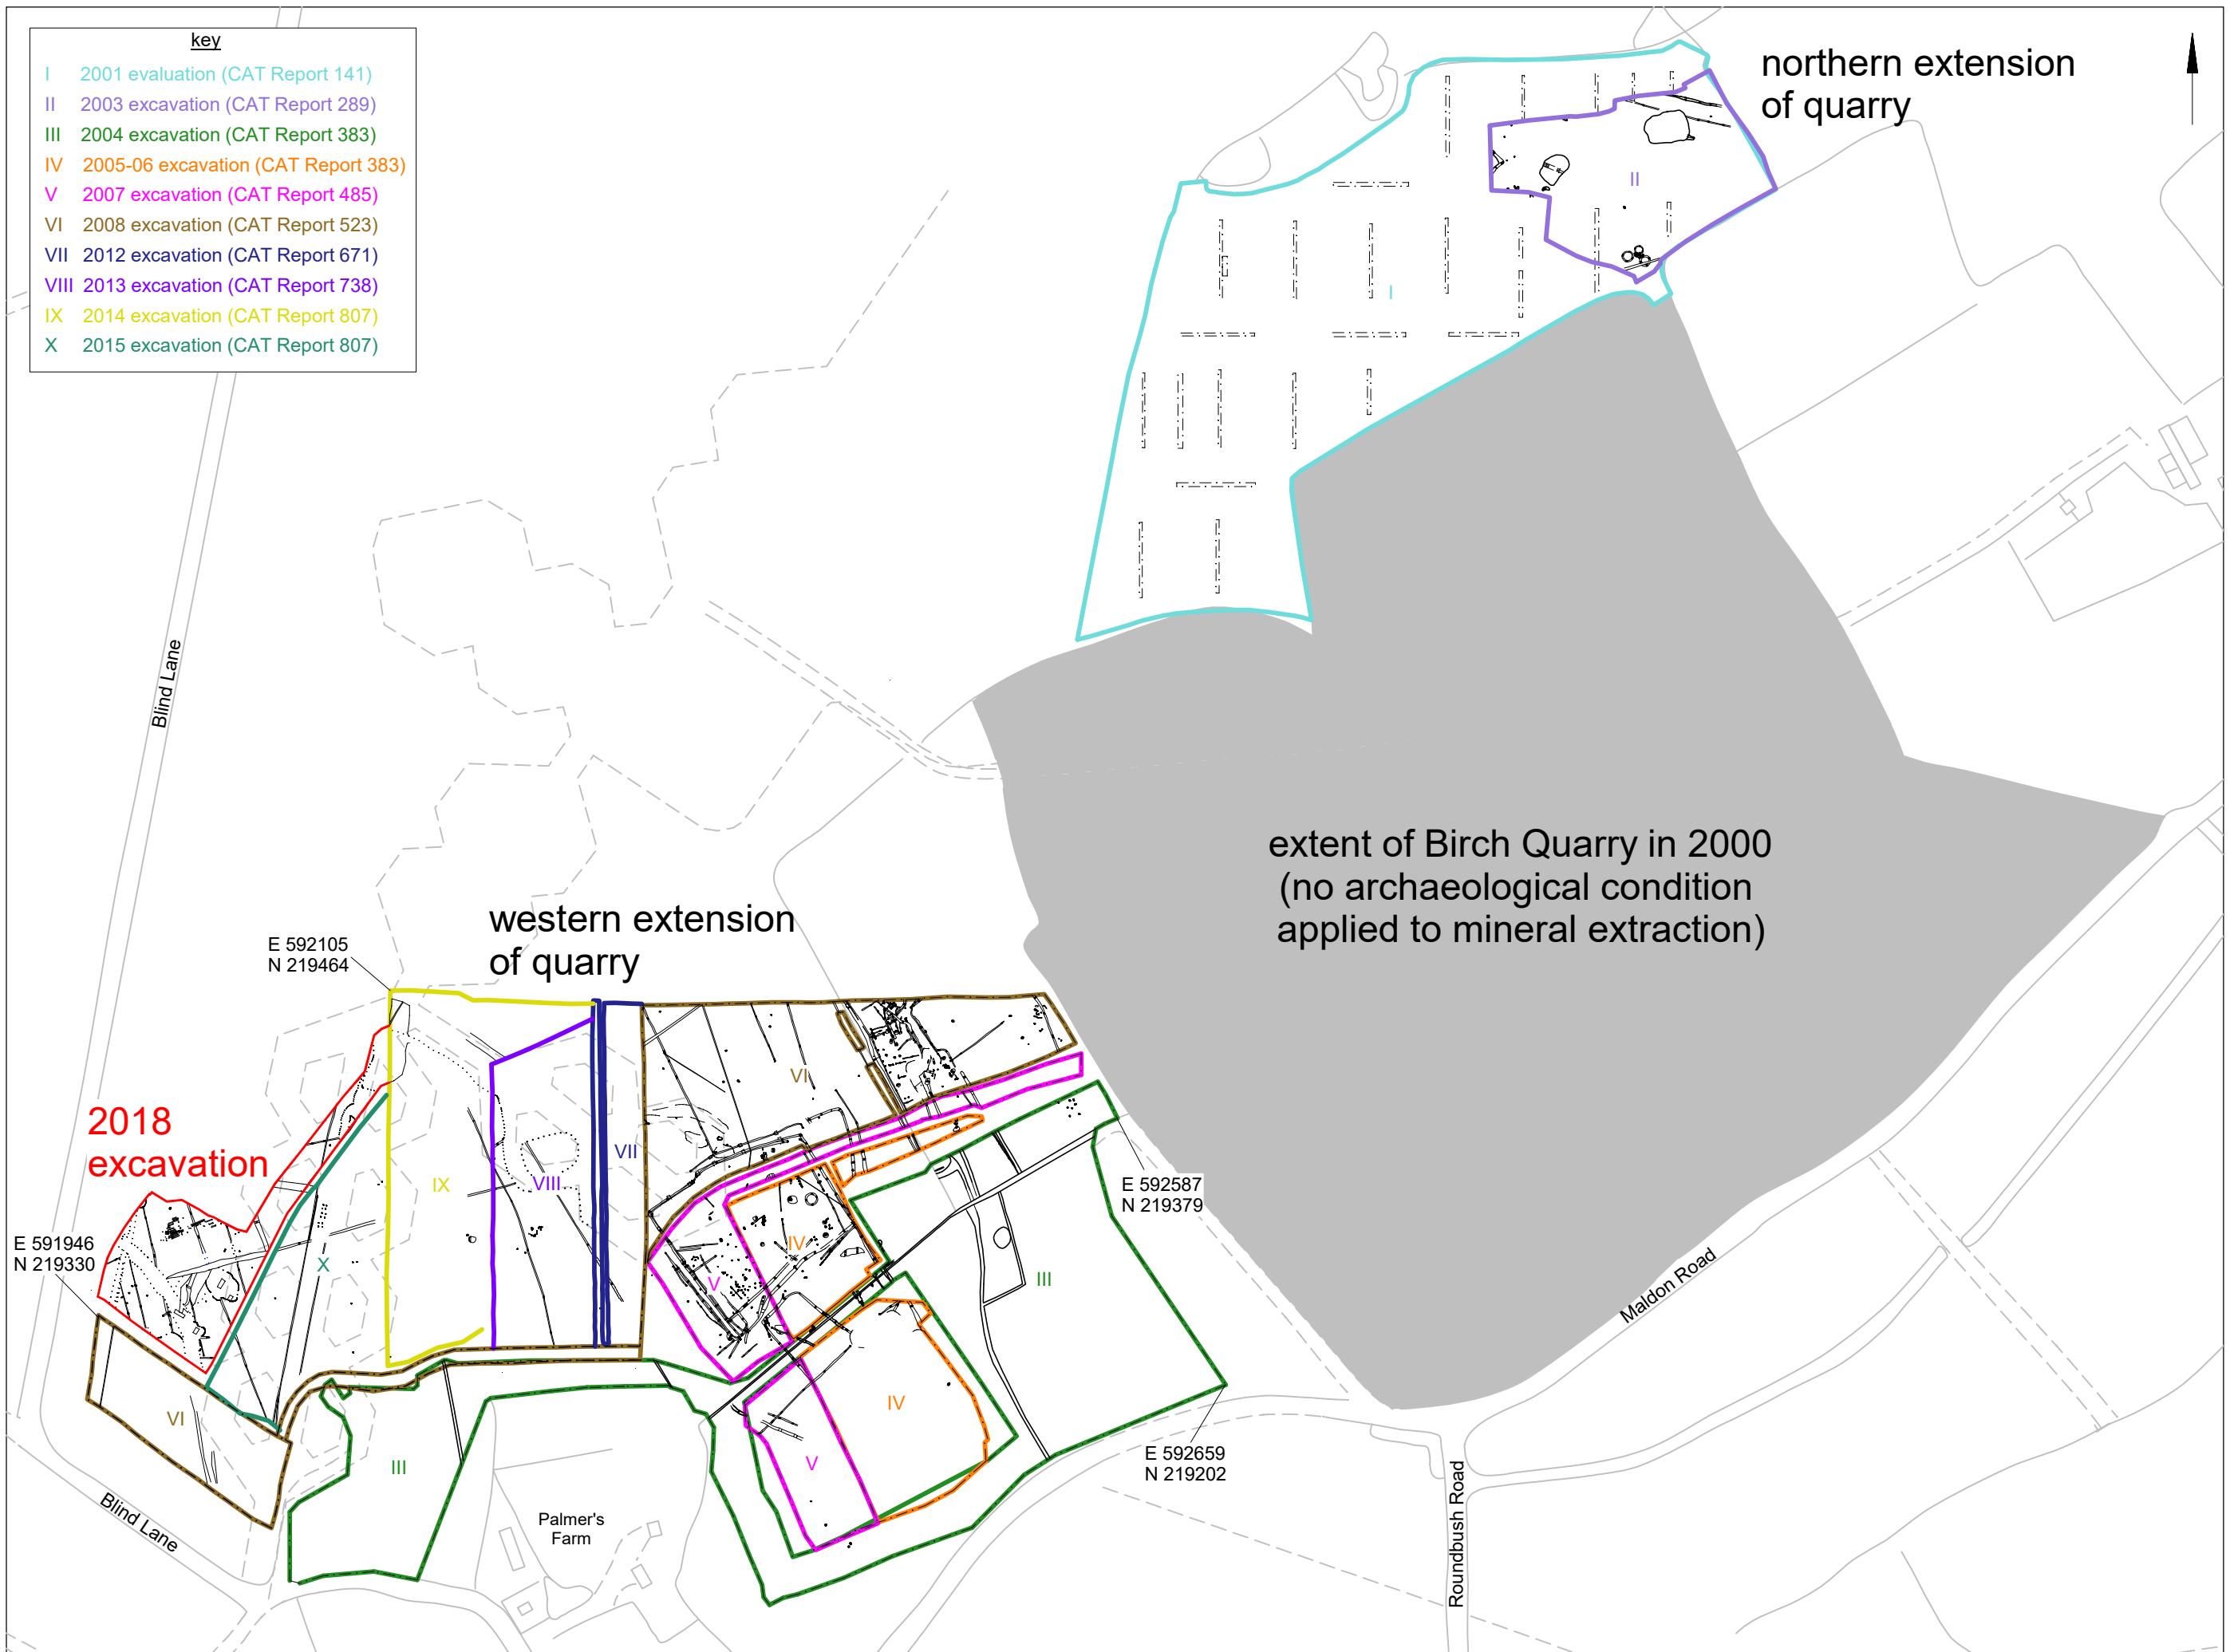 key
I 2001 evaluation (CAT Report 141)
II 2003 excavation (CAT Report 289)
III 2004 excavation (CAT Report 383)
IV 2005-06 excavation (CAT Report 383)
V 2007 excavation (CAT Report 485)
VI 2008 excavation (CAT Report 523)
VII 2012 excavation (CAT Report 671)
VIII 2013 excavation (CAT Report 738)
IX 2014 excavation (CAT Report 807)
X 2015 excavation (CAT Report 807)
northern extension
of quarry
II
I
Blind Lane
extent of Birch Quarry in 2000
(no archaeological condition
applied to mineral extraction)
western extension
of quarry
E 592105
N 219464
2018
excavation
E 591946
N 219330
VI
VII
VIII
IX
X
IV
V
III
E 592587
N 219379
Maldon Road
VI
III
IV
V
E 592659
N 219202
Blind Lane
Palmer's
Farm
Roundbush Road